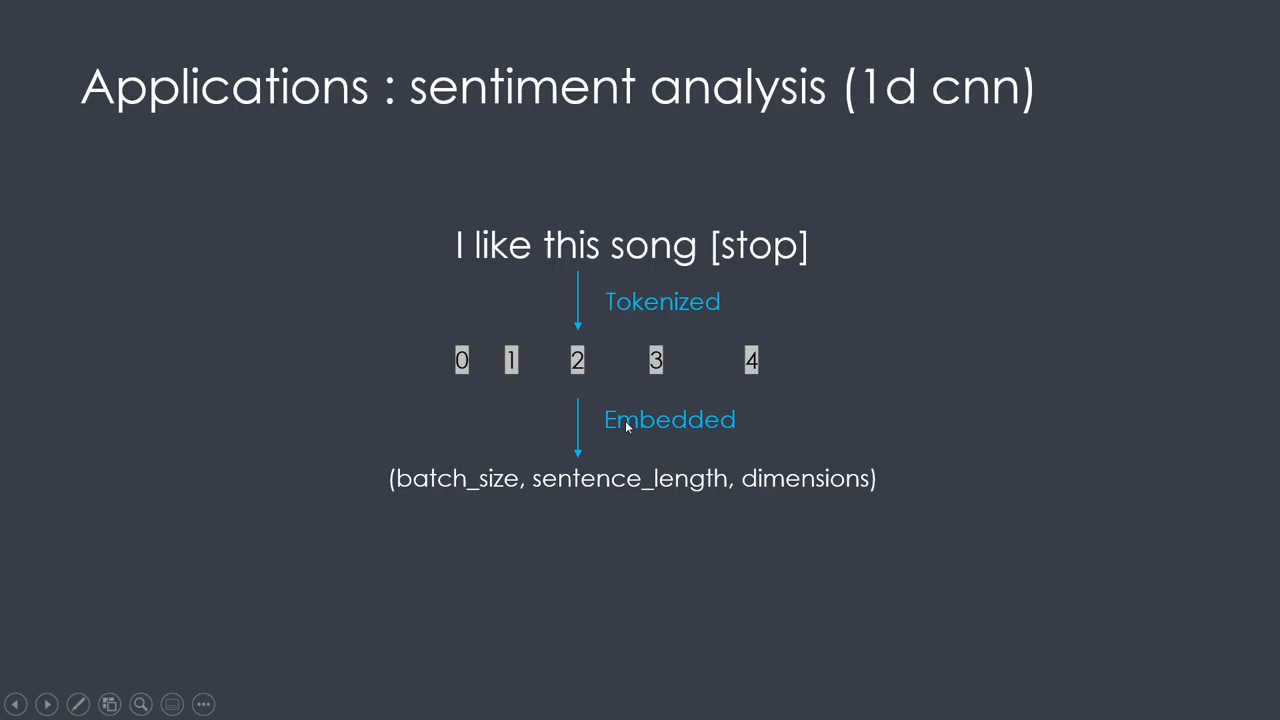 Applications : sentiment analysis (1d cnn)
I like this song [stop]
Tokenized
0 1 2 3 4
Embedded
(batch_size, sentence_length, dimensions)